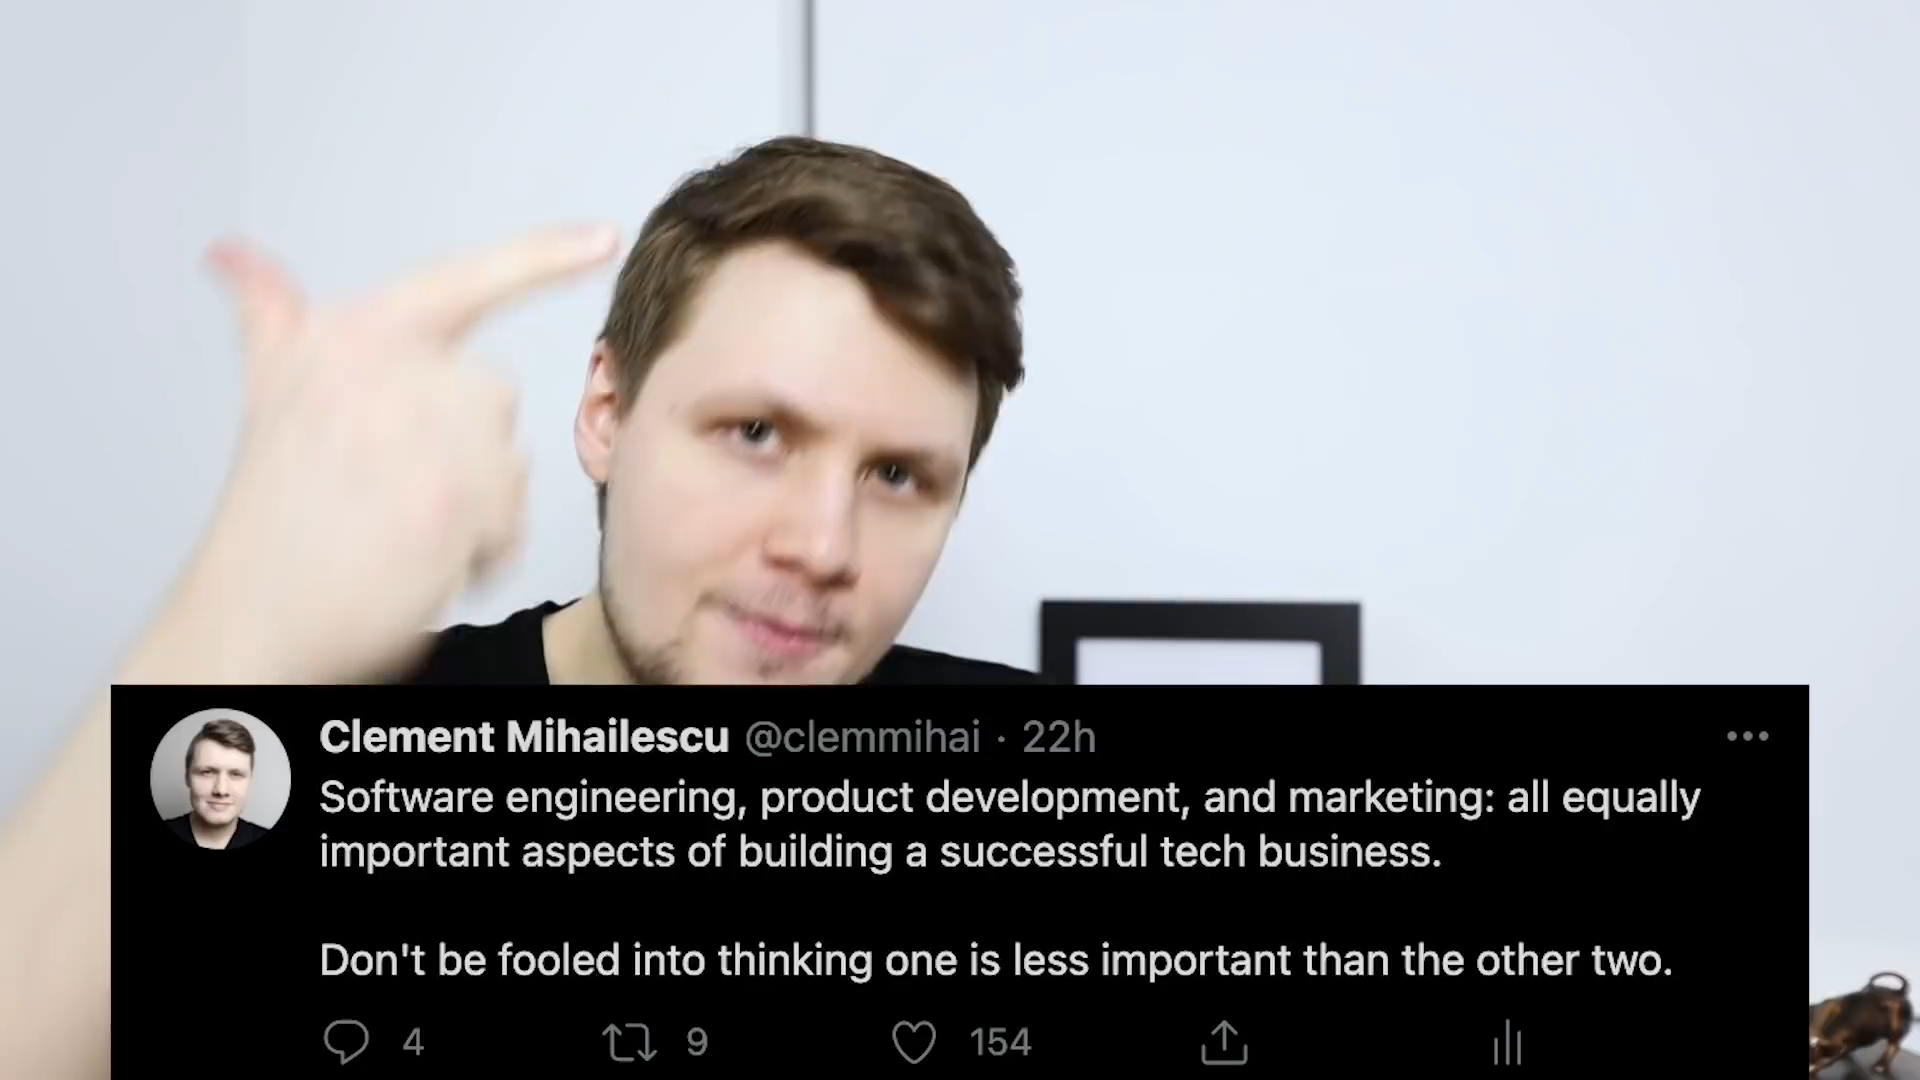 Clement Mihailescu @clemmihai · 22h
Software engineering, product development, and marketing: all equally
important aspects of building a successful tech business.
Don't be fooled into thinking one is less important than the other two.
4 9 154